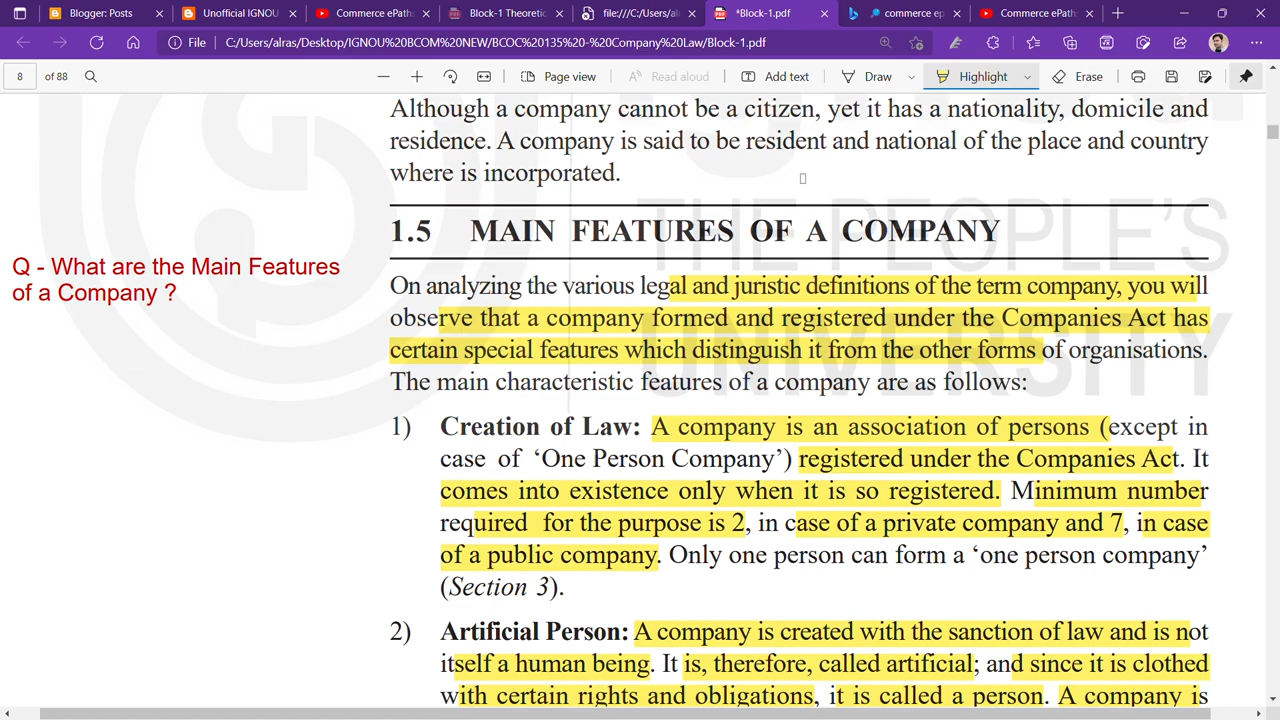 Blogger: Posts
Unofficial IGNOU
Commerce ePaths
Block-1 Theoretic
file:///C:/Users/al
*Block-1.pdf
commerce ep
Commerce ePaths
File
C:/Users/alras/Desktop/IGNOU%20BCOM%20NEW/BCOC%20135%20-%20Company%20Law/Block-1.pdf
8 of 88
Page view
Read aloud
Add text
Draw
Highlight
Erase
Although a company cannot be a citizen, yet it has a nationality, domicile and
residence. A company is said to be resident and national of the place and country
where is incorporated.
THE PEOPLE'S
UNIVERSITY
1.5 MAIN FEATURES OF A COMPANY
Q - What are the Main Features
of a Company ?
On analyzing the various legal and juristic definitions of the term company, you will
observe that a company formed and registered under the Companies Act has
certain special features which distinguish it from the other forms of organisations.
The main characteristic features of a company are as follows:
1) Creation of Law: A company is an association of persons (except in
case of ‘One Person Company’) registered under the Companies Act. It
comes into existence only when it is so registered. Minimum number
required for the purpose is 2, in case of a private company and 7, in case
of a public company. Only one person can form a ‘one person company’
(Section 3).
2) Artificial Person: A company is created with the sanction of law and is not
itself a human being. It is, therefore, called artificial; and since it is clothed
with certain rights and obligations, it is called a person. A company is